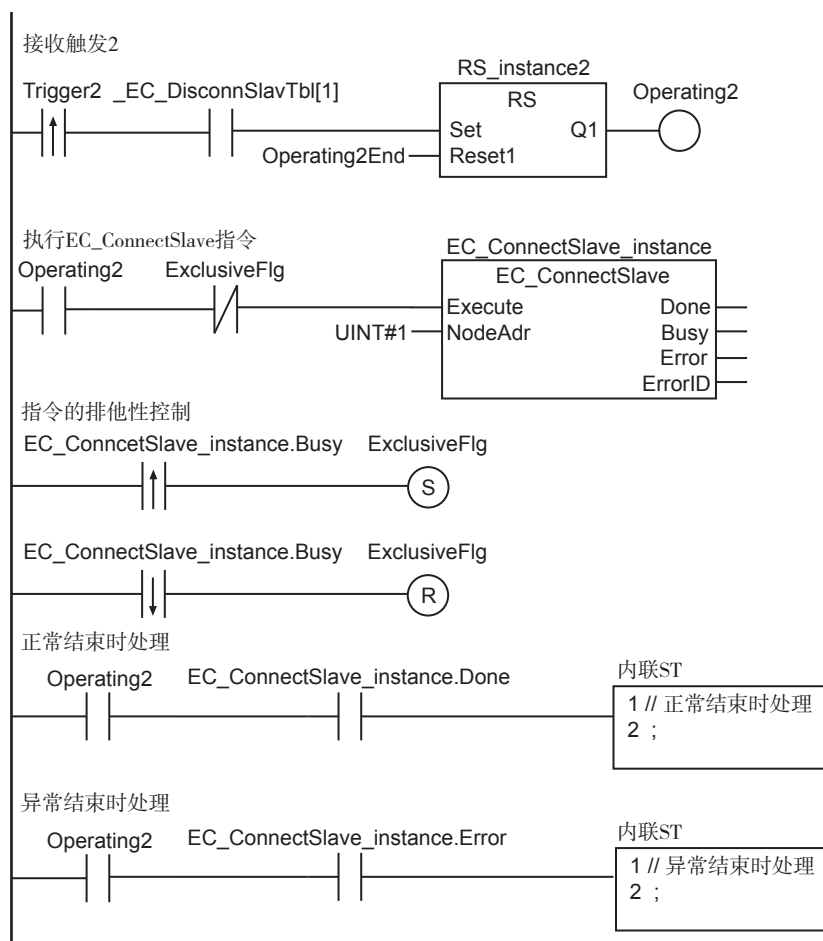 接收触发2
RS_instance2
Trigger2 _EC_DisconnSlavTbl[1] RS Operating2
Set Q1
Operating2End Reset1
执行EC_ConnectSlave指令
EC_ConnectSlave_instance
Operating2 ExclusiveFlg EC_ConnectSlave
Execute Done
UINT#1 NodeAdr Busy
Error
ErrorID
指令的排他性控制
EC_ConncetSlave_instance.Busy ExclusiveFlg
S
EC_ConnectSlave_instance.Busy ExclusiveFlg
R
正常结束时处理
Operating2 EC_ConnectSlave_instance.Done 内联ST
1 // 正常结束时处理
2 ;
异常结束时处理
Operating2 EC_ConnectSlave_instance.Error 内联ST
1 // 异常结束时处理
2 ;